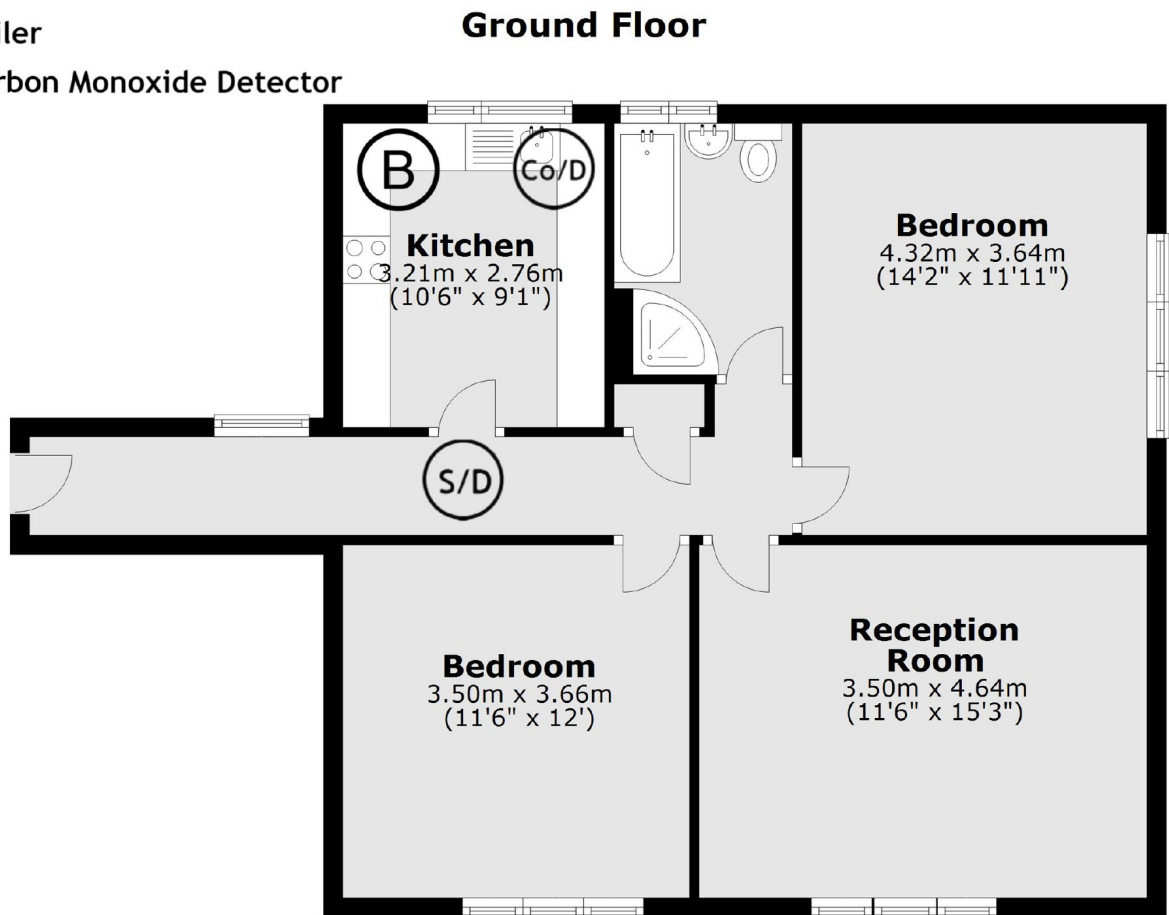 Ground Floor
iler
rbon Monoxide Detector
B
Co/D
Kitchen
3.21m x 2.76m
(10'6" x 9'1")
Bedroom
4.32m x 3.64m
(14'2" x 11'11")
S/D
Bedroom
3.50m x 3.66m
(11'6" x 12')
Reception
Room
3.50m x 4.64m
(11'6" x 15'3")